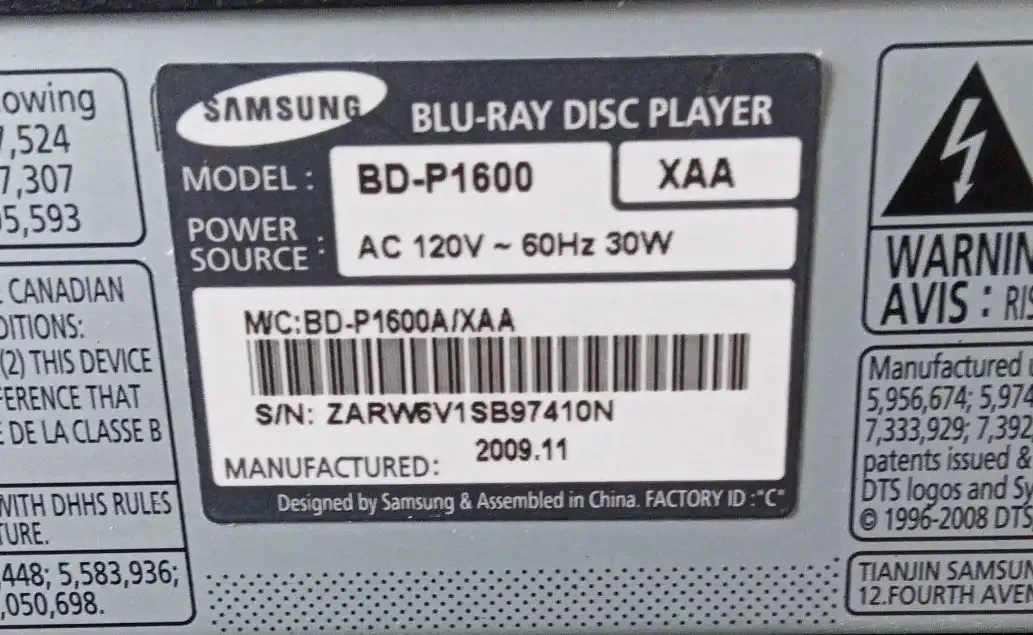 owing
7,524
7,307
5,593
CANADIAN
DITIONS:
(2) THIS DEVICE
ERENCE THAT
DE LA CLASSE B
WITH DHHS RULES
TURE.
448; 5,583,936;
,050,698.
SAMSUNG
BLU-RAY DISC PLAYER
MODEL : BD-P1600 XAA
POWER
SOURCE : AC 120V ~ 60Hz 30W
M/C:BD-P1600A/XAA
S/N: ZARW6V1SB97410N
2009.11
MANUFACTURED:
Designed by Samsung & Assembled in China. FACTORY ID :"C"
WARNIN
AVIS : RIS
Manufactured u
5,956,674; 5,974
7,333,929; 7,392
patents issued &
DTS logos and Sy
© 1996-2008 DTS
TIANJIN SAMSUN
12.FOURTH AVEN